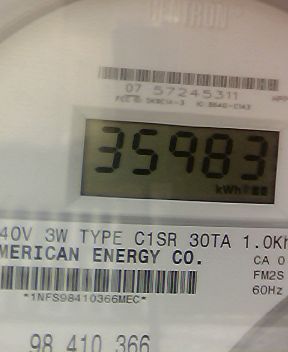 07 57245311
35983
kWh
40V 3W TYPE C1SR 30TA 1.0Kh
MERICAN ENERGY CO.
CA 0
FM2S
60Hz
*1NFS98410366MEC*
98 410 366